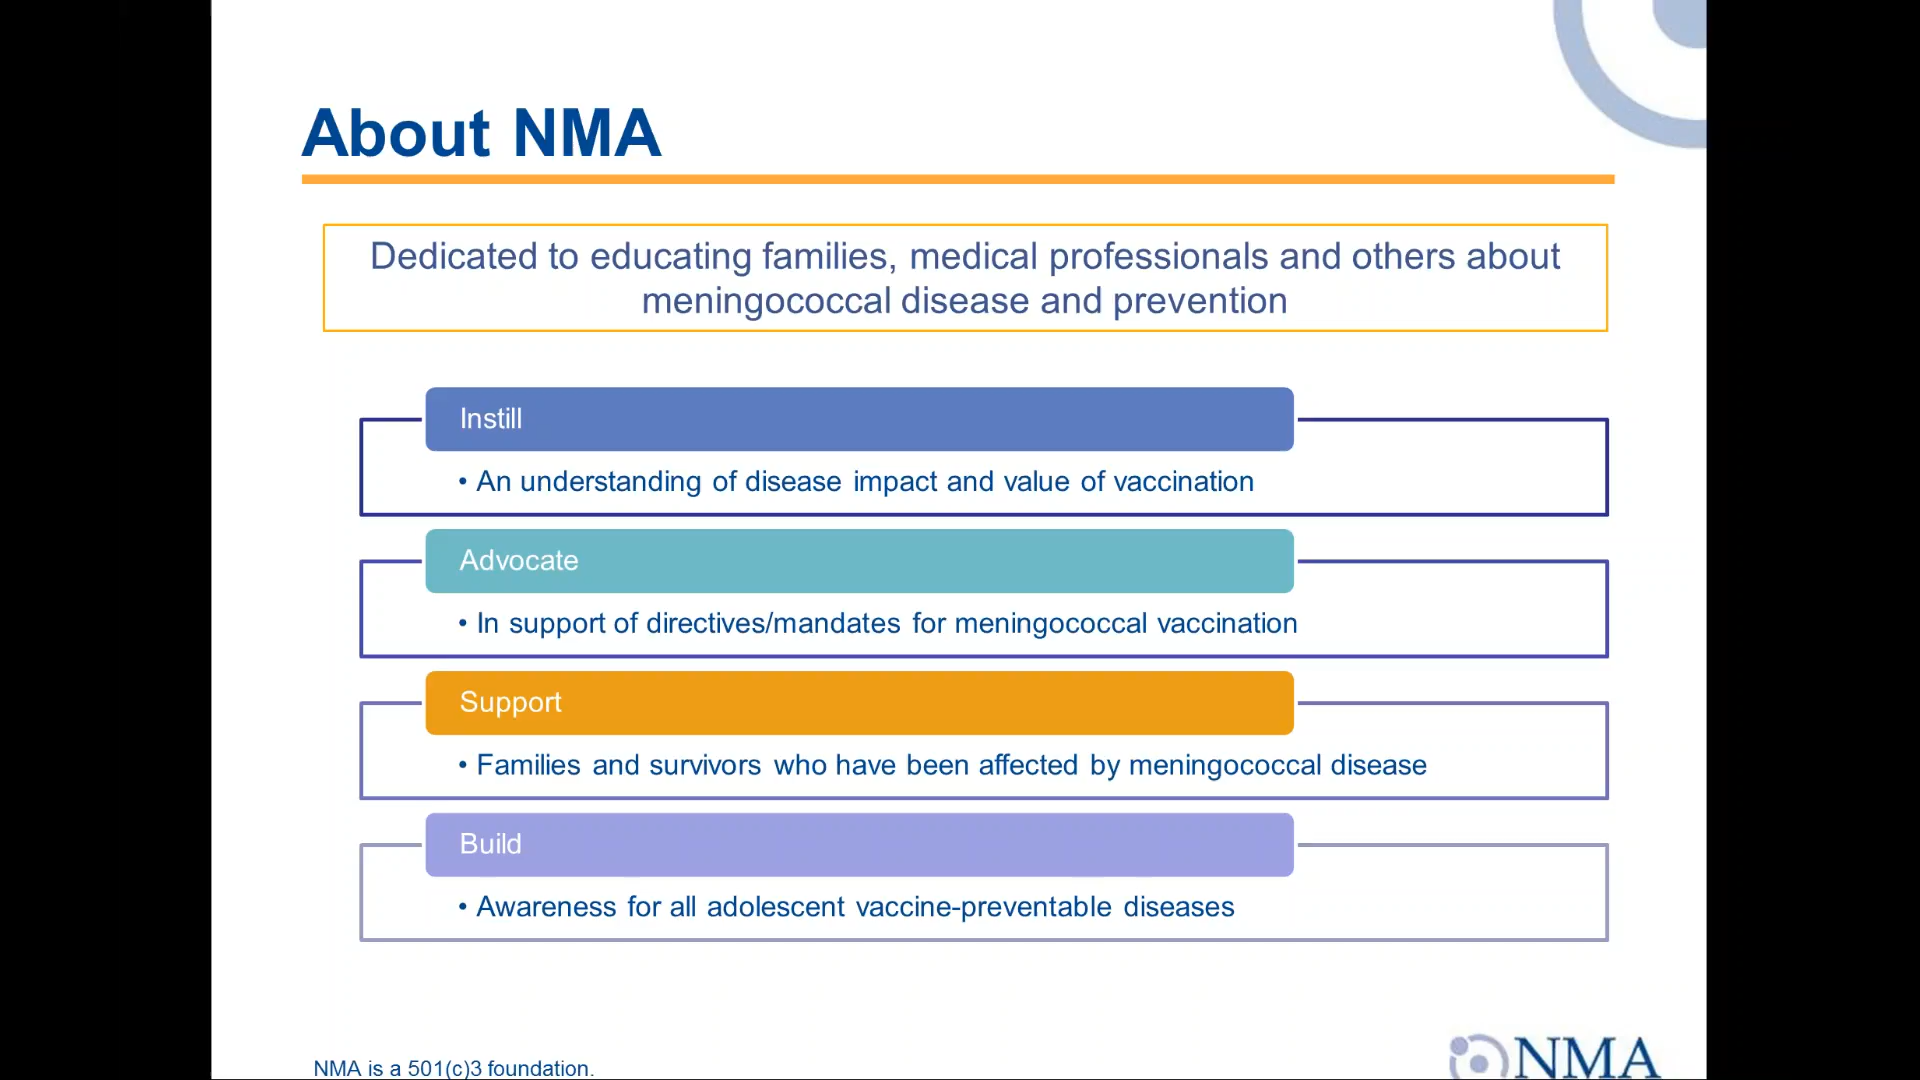 About NMA
Dedicated to educating families, medical professionals and others about
meningococcal disease and prevention
Instill
• An understanding of disease impact and value of vaccination
Advocate
• In support of directives/mandates for meningococcal vaccination
Support
• Families and survivors who have been affected by meningococcal disease
Build
• Awareness for all adolescent vaccine-preventable diseases
NMA is a 501(c)3 foundation.
NMA